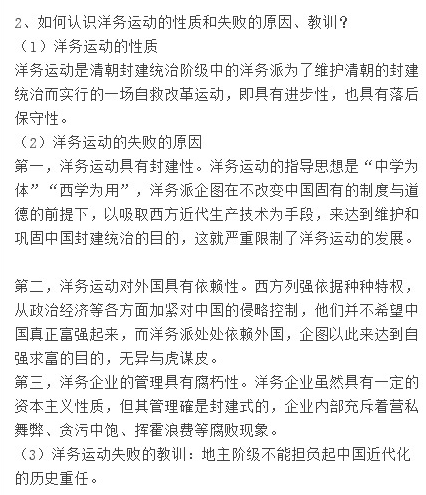 2、如何认识洋务运动的性质和失败的原因、教训？
（1）洋务运动的性质
洋务运动是清朝封建统治阶级中的洋务派为了维护清朝的封建
统治而实行的一场自救改革运动，即具有进步性，也具有落后
保守性。
（2）洋务运动的失败的原因
第一，洋务运动具有封建性。洋务运动的指导思想是“中学为
体”“西学为用”，洋务派企图在不改变中国固有的制度与道
德的前提下，以吸取西方近代生产技术为手段，来达到维护和
巩固中国封建统治的目的，这就严重限制了洋务运动的发展。
第二，洋务运动对外国具有依赖性。西方列强依据种种特权，
从政治经济等各方面加紧对中国的侵略控制，他们并不希望中
国真正富强起来，而洋务派处处依赖外国，企图以此来达到自
强求富的目的，无异与虎谋皮。
第三，洋务企业的管理具有腐朽性。洋务企业虽然具有一定的
资本主义性质，但其管理確是封建式的，企业内部充斥着营私
舞弊、贪污中饱、挥霍浪费等腐败现象。
（3）洋务运动失败的教训：地主阶级不能担负起中国近代化
的历史重任。